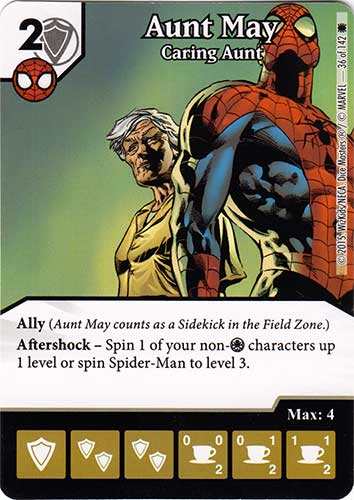 2
Aunt May
Caring Aunt
© 2015 WizKids/NECA. Dice Masters ® / © MARVEL — 36 of 142
Ally (Aunt May counts as a Sidekick in the Field Zone.)
Aftershock – Spin 1 of your non- characters up
1 level or spin Spider-Man to level 3.
Max: 4
0 0 2
0 1 2
1 1 2